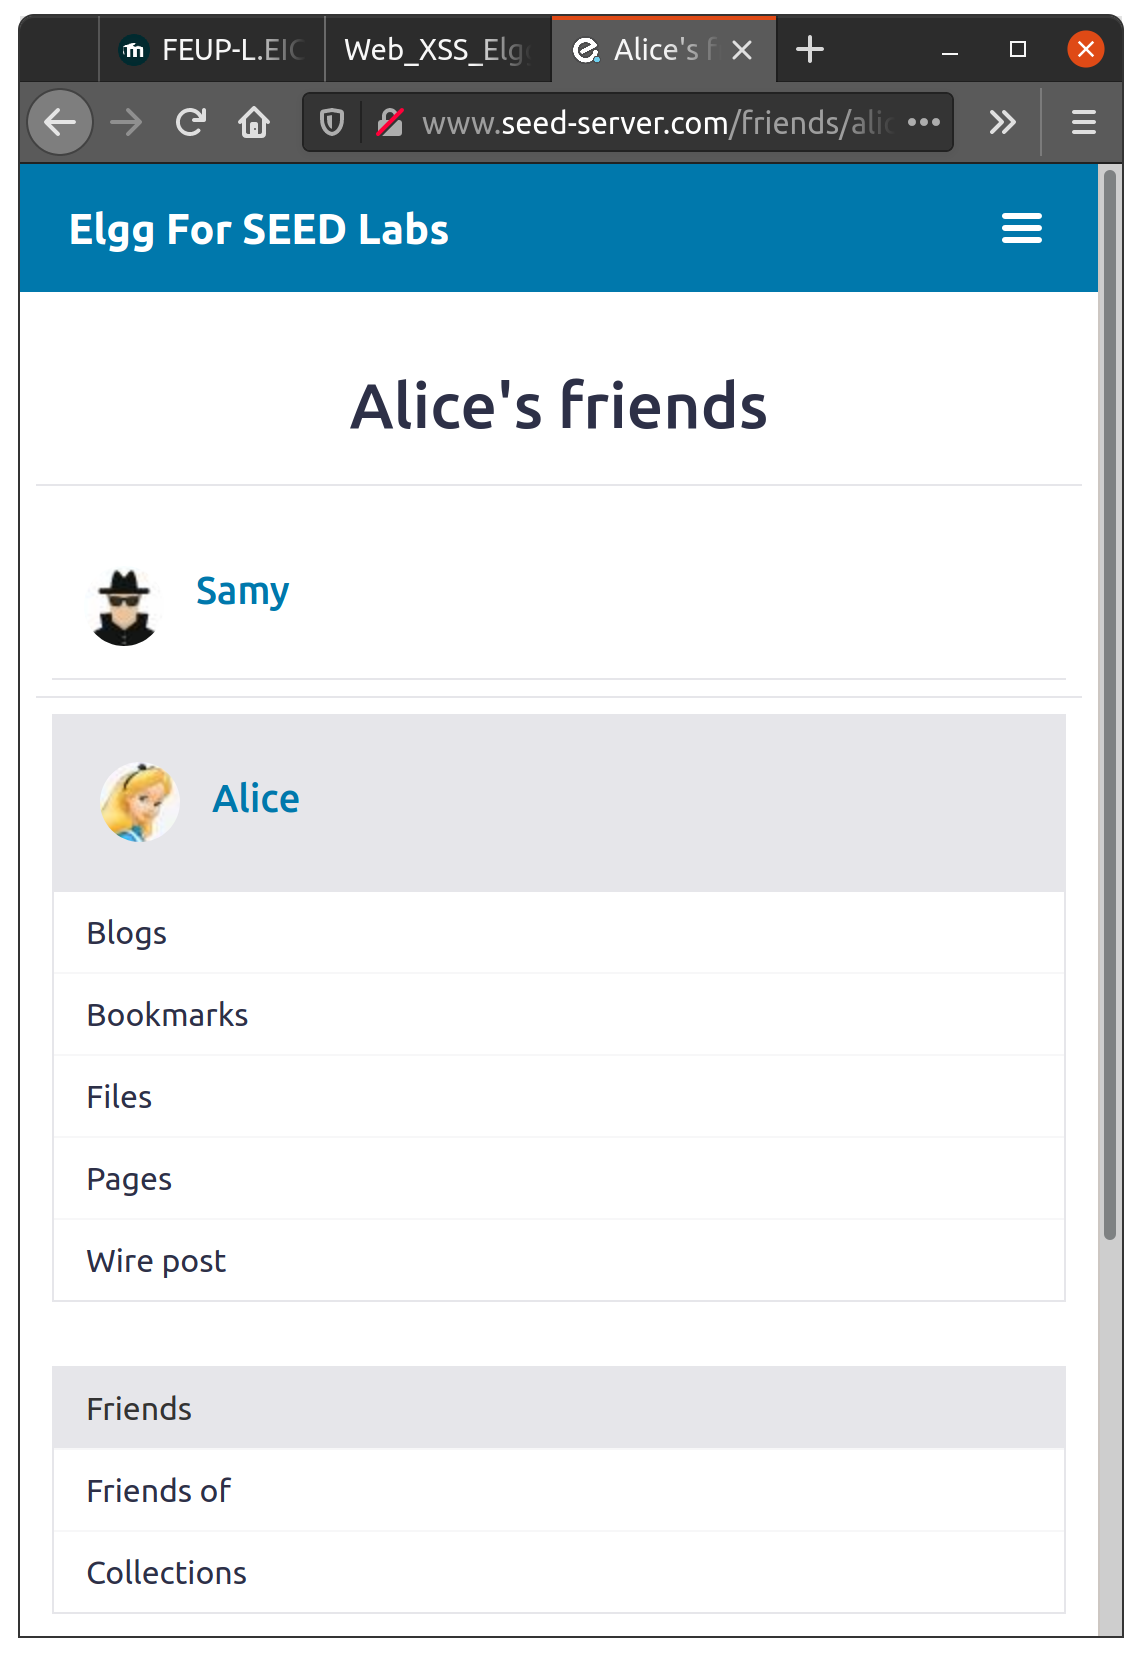 FEUP-L.EIC
Web_XSS_Elgg
Alice's f
www.seed-server.com/friends/alic
Elgg For SEED Labs
Alice's friends
Samy
Alice
Blogs
Bookmarks
Files
Pages
Wire post
Friends
Friends of
Collections